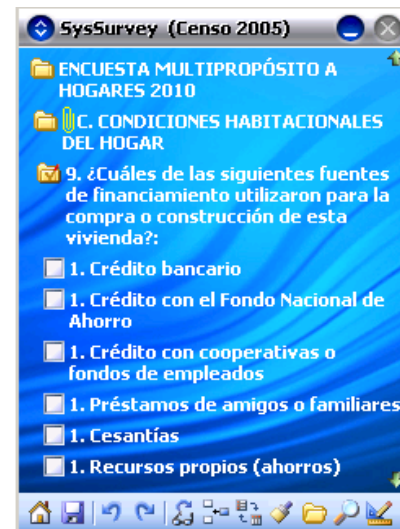 SysSurvey (Censo 2005)
ENCUESTA MULTIPROPÓSITO A
HOGARES 2010
C. CONDICIONES HABITACIONALES
DEL HOGAR
9. ¿Cuáles de las siguientes fuentes
de financiamiento utilizaron para la
compra o construcción de esta
vivienda?:
1. Crédito bancario
1. Crédito con el Fondo Nacional de
Ahorro
1. Crédito con cooperativas o
fondos de empleados
1. Préstamos de amigos o familiares
1. Cesantías
1. Recursos propios (ahorros)